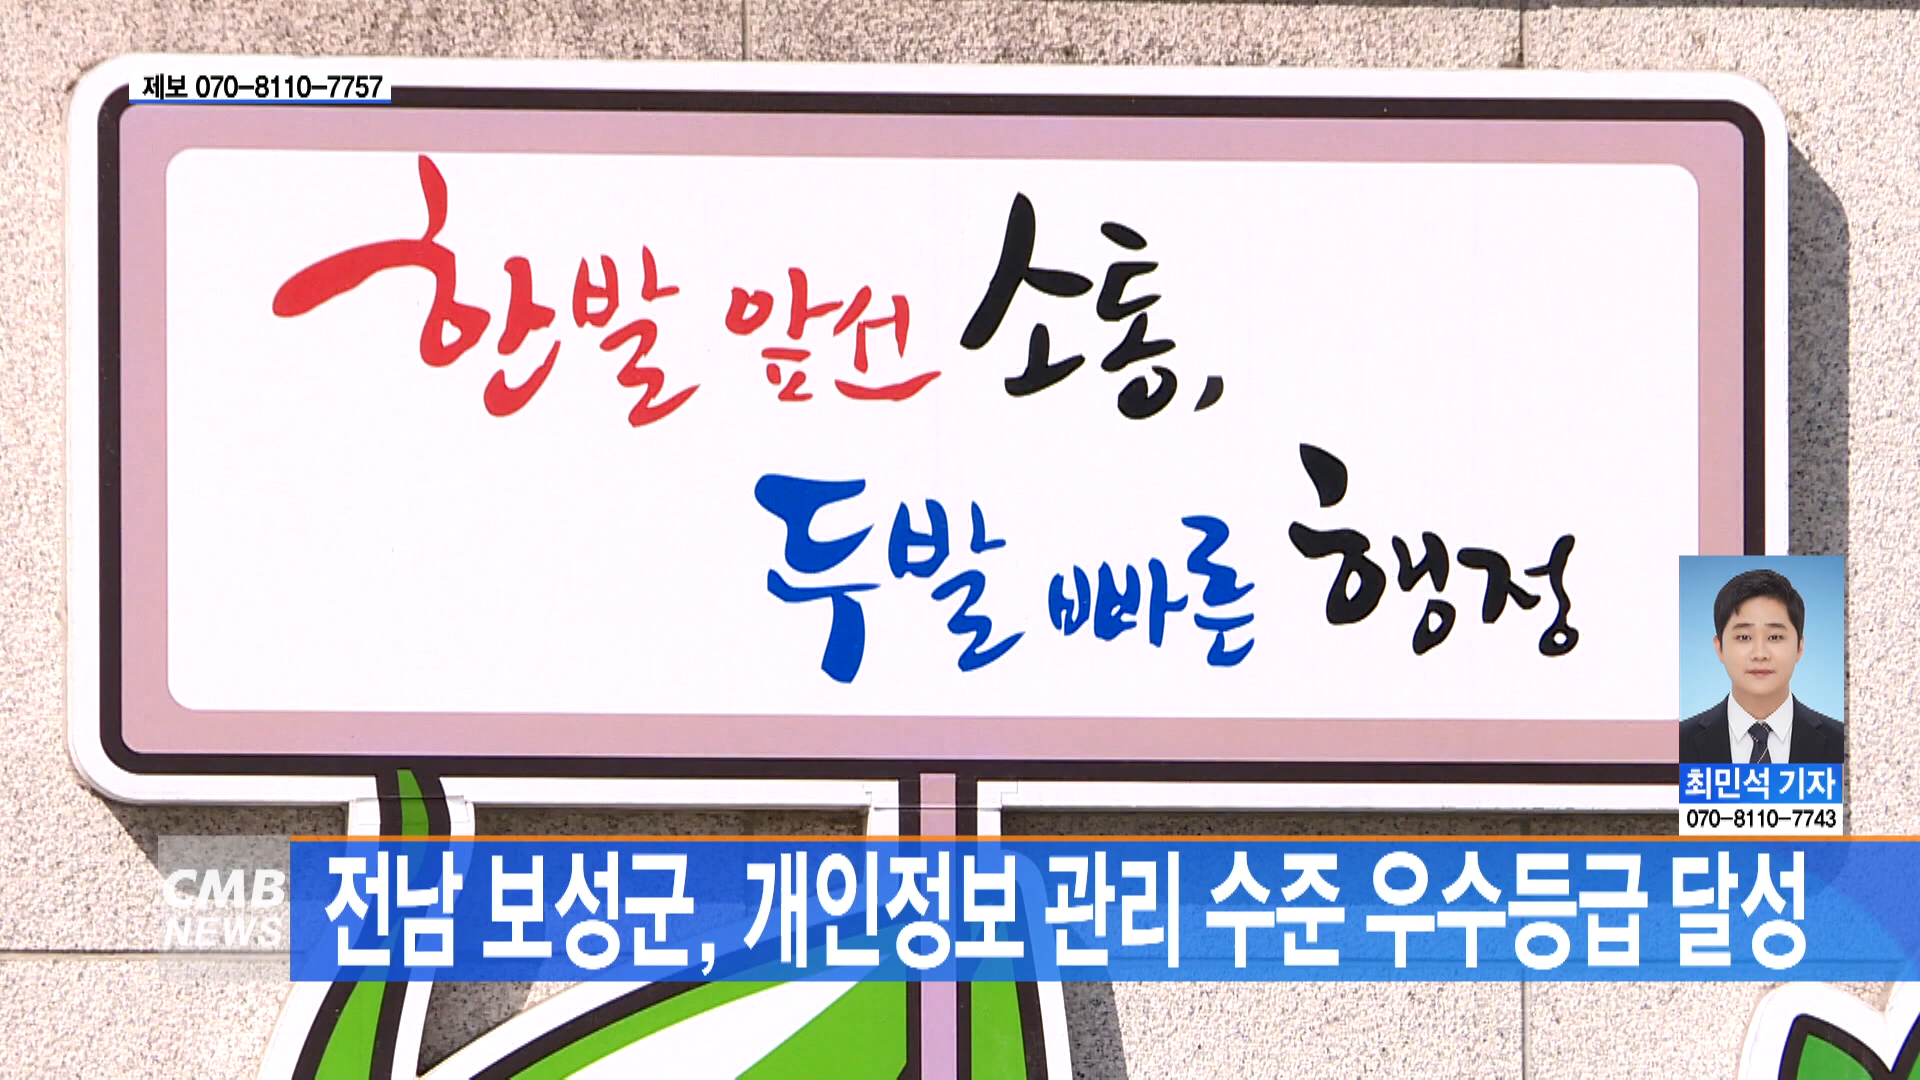 제보 070-8110-7757
한발 앞선 소통,
두발 빠른 행정
최민석 기자
070-8110-7743
CMB
NEWS
전남 보성군, 개인정보 관리 수준 우수등급 달성